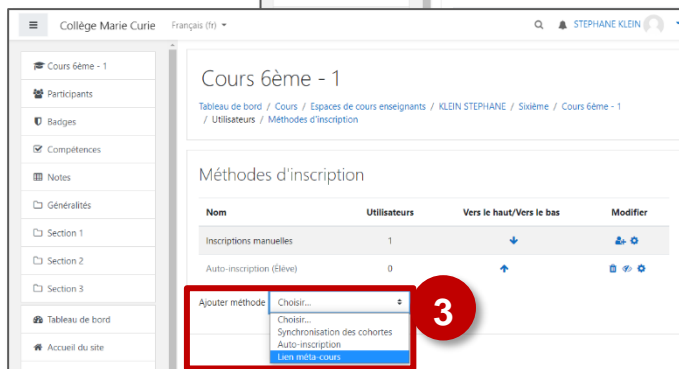 Collège Marie Curie Français (fr) STEPHANE KLEIN
Cours 6ème - 1
Participants
Badges
Compétences
Notes
Généralités
Section 1
Section 2
Section 3
Tableau de bord
Accueil du site
Cours 6ème - 1
Tableau de bord / Cours / Espaces de cours enseignants / KLEIN STEPHANE / Sixième / Cours 6ème - 1
/ Utilisateurs / Méthodes d'inscription
Méthodes d'inscription
Nom Utilisateurs Vers le haut/Vers le bas Modifier
Inscriptions manuelles 1
Auto-inscription (Élève) 0
Ajouter méthode Choisir...
Choisir...
Synchronisation des cohortes
Auto-inscription
Lien méta-cours
3